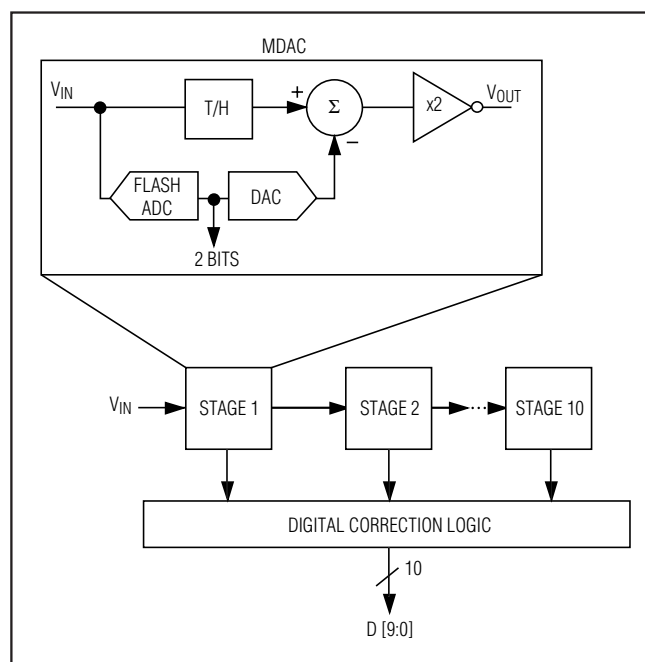 MDAC
VIN
T/H
+
Σ
−
x2
VOUT
FLASH
ADC
DAC
2 BITS
VIN
STAGE 1
STAGE 2
STAGE 10
DIGITAL CORRECTION LOGIC
10
D [9:0]